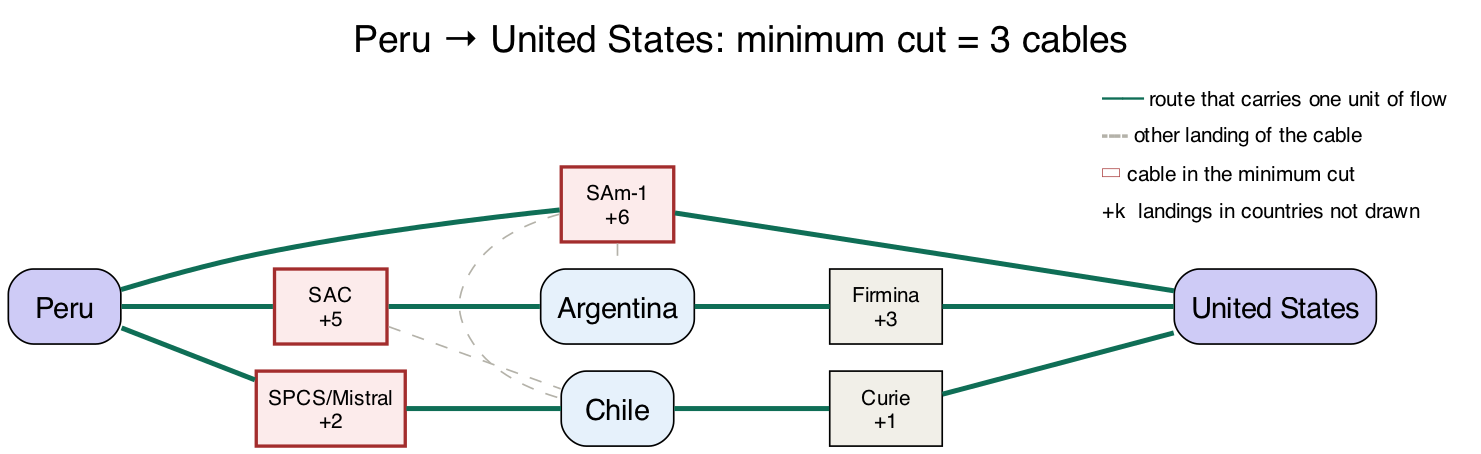 Peru → United States: minimum cut = 3 cables
route that carries one unit of flow
other landing of the cable
cable in the minimum cut
+k landings in countries not drawn
SAm-1
+6
Peru
SAC
+5
Argentina
Firmina
+3
United States
SPCS/Mistral
+2
Chile
Curie
+1